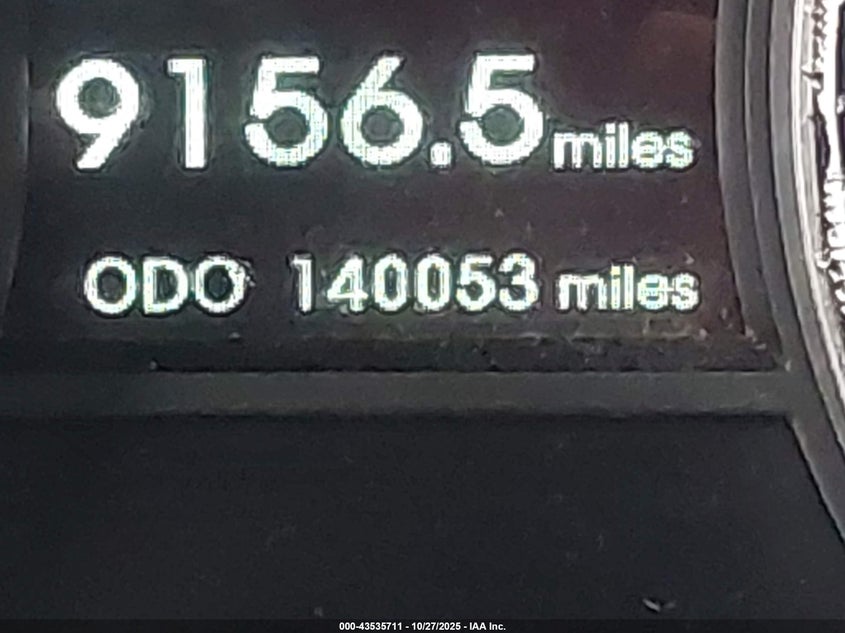 9156.5 miles
ODO 140053 miles
000-43535711 - 10/27/2025 - IAA Inc.